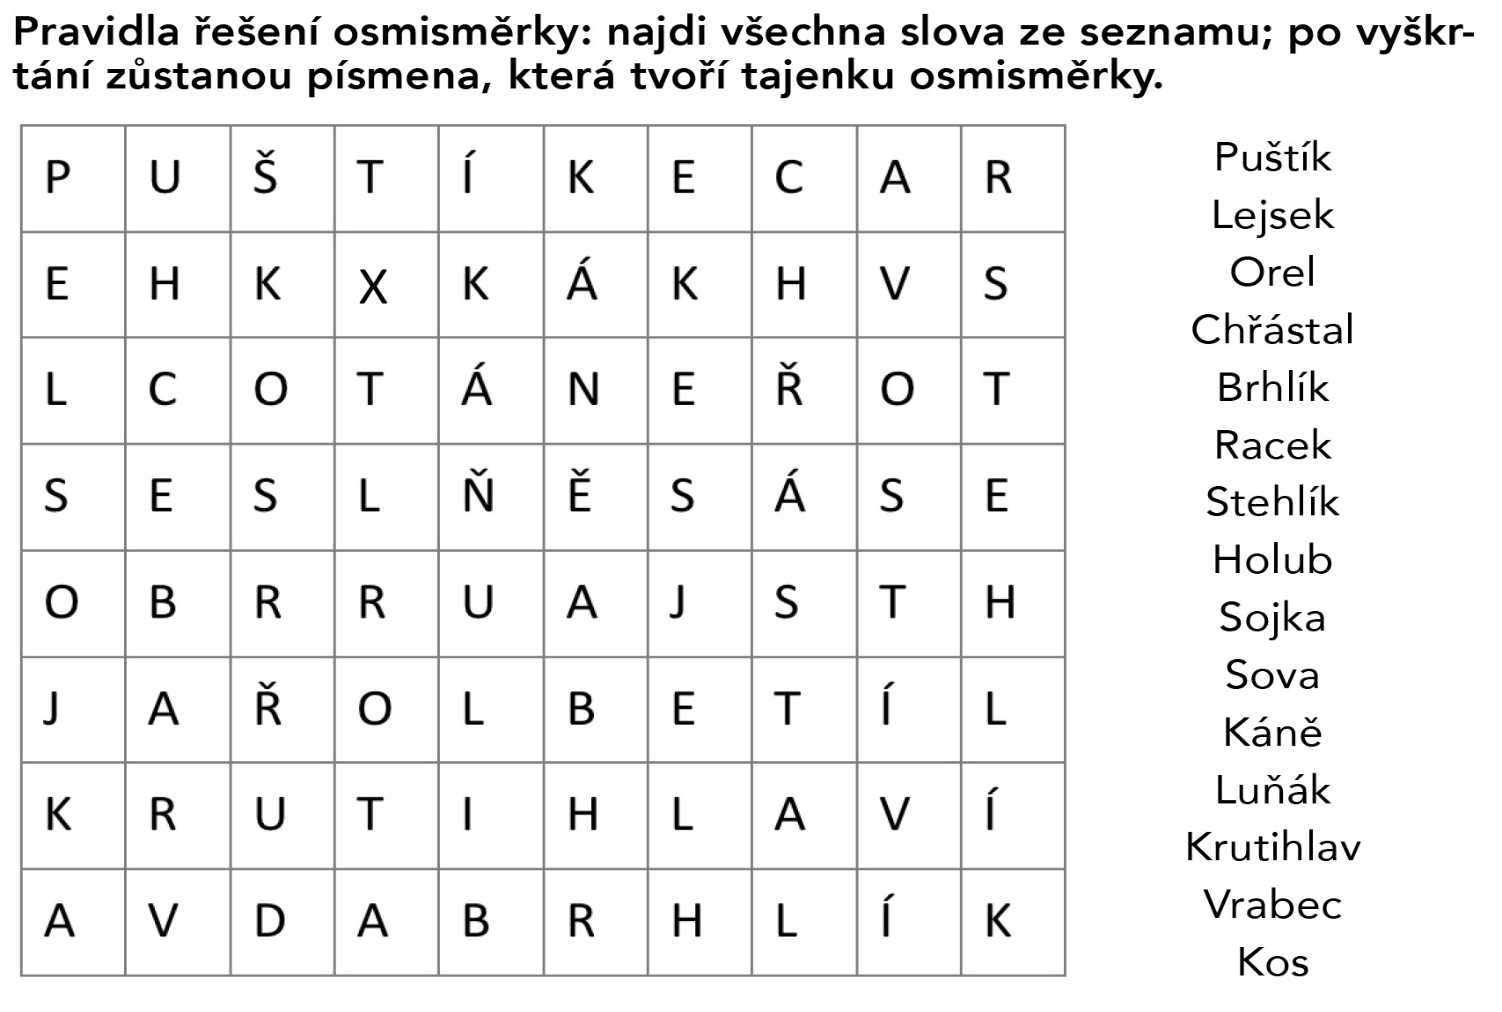 Pravidla řešení osmisměrky: najdi všechna slova ze seznamu; po vyškr-
tání zůstanou písmena, která tvoří tajenku osmisměrky.
P U Š T Í K E C A R
E H K X K Á K H V S
L C O T Á N E Ř O T
S E S L Ň Ě S Á S E
O B R R U A J S T H
J A Ř O L B E T Í L
K R U T I H L A V Í
A V D A B R H L Í K
Puštík
Lejsek
Orel
Chřástal
Brhlík
Racek
Stehlík
Holub
Sojka
Sova
Káně
Luňák
Krutihlav
Vrabec
Kos